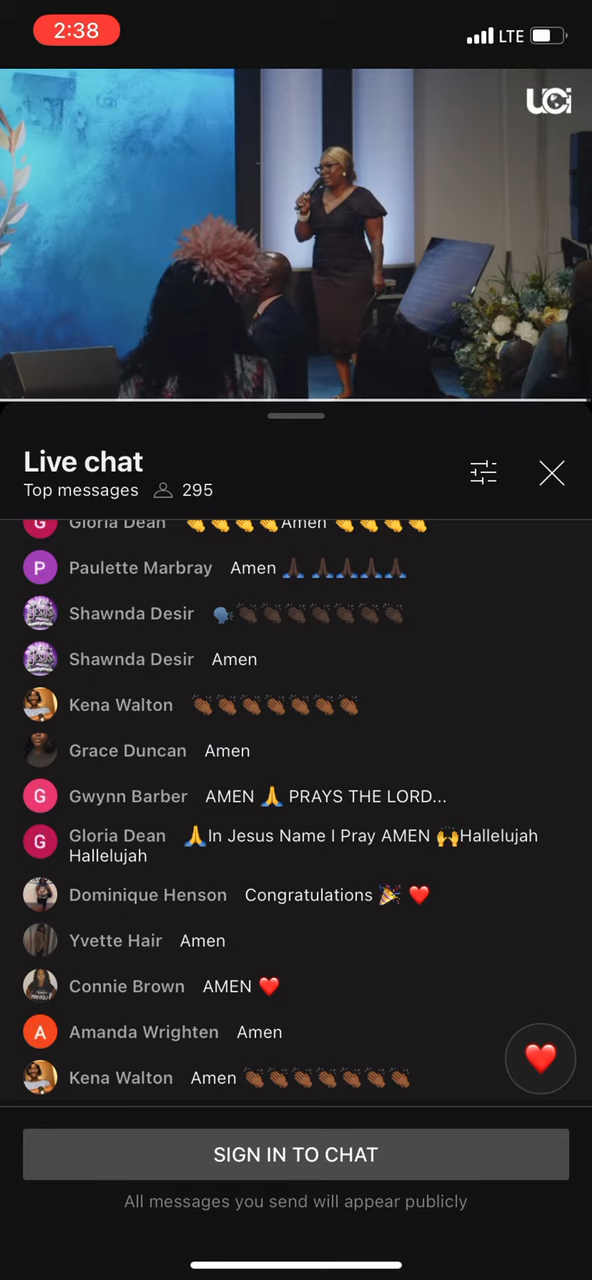 2:38
LTE
UCi
Live chat
Top messages 295
G Gloria Dean 👏👏👏👏Amen 👏👏👏👏
P Paulette Marbray Amen 🙏🏿 🙏🏿🙏🏿🙏🏿🙏🏿
Shawnda Desir 🗣️👏🏿👏🏿👏🏿👏🏿👏🏿👏🏿👏🏿
Shawnda Desir Amen
Kena Walton 👏🏾👏🏾👏🏾👏🏾👏🏾👏🏾👏🏾
Grace Duncan Amen
G Gwynn Barber AMEN 🙏 PRAYS THE LORD...
G Gloria Dean 🙏In Jesus Name I Pray AMEN 🙌Hallelujah
Hallelujah
Dominique Henson Congratulations 🎉 ❤️
Yvette Hair Amen
Connie Brown AMEN ❤️
A Amanda Wrighten Amen
Kena Walton Amen 👏🏾👏🏾👏🏾👏🏾👏🏾👏🏾👏🏾
SIGN IN TO CHAT
All messages you send will appear publicly